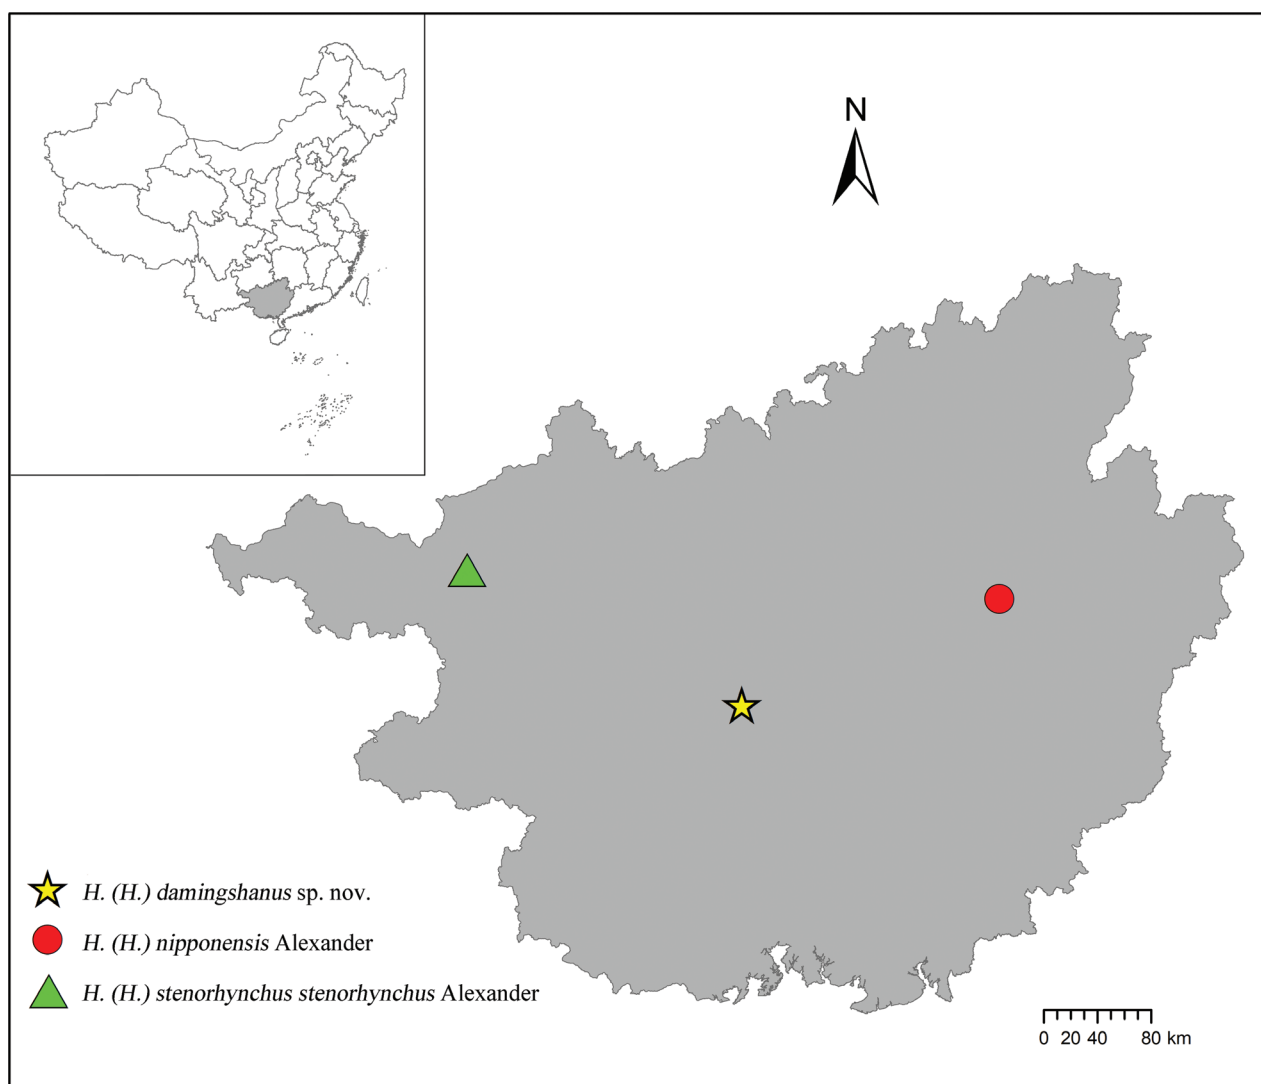 N
H. (H.) damingshanus sp. nov.
H. (H.) nipponensis Alexander
H. (H.) stenorhynchus stenorhynchus Alexander
0 20 40 80 km